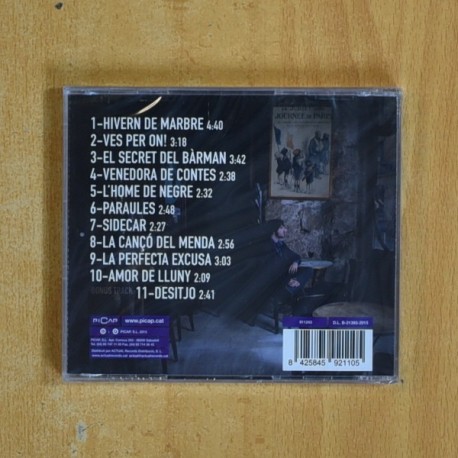 1-HIVERN DE MARBRE 4:40
2-VES PER ON! 3:18
3-EL SECRET DEL BÀRMAN 3:42
4-VENEDORA DE CONTES 2:38
5-L'HOME DE NEGRE 2:32
6-PARAULES 2:48
7-SIDECAR 2:27
8-LA CANÇÓ DEL MENDA 2:56
9-LA PERFECTA EXCUSA 3:03
10-AMOR DE LLUNY 2:09
BONUS TRACK 11-DESITJO 2:41
PICAP
www.picap.cat
8 425845 921105